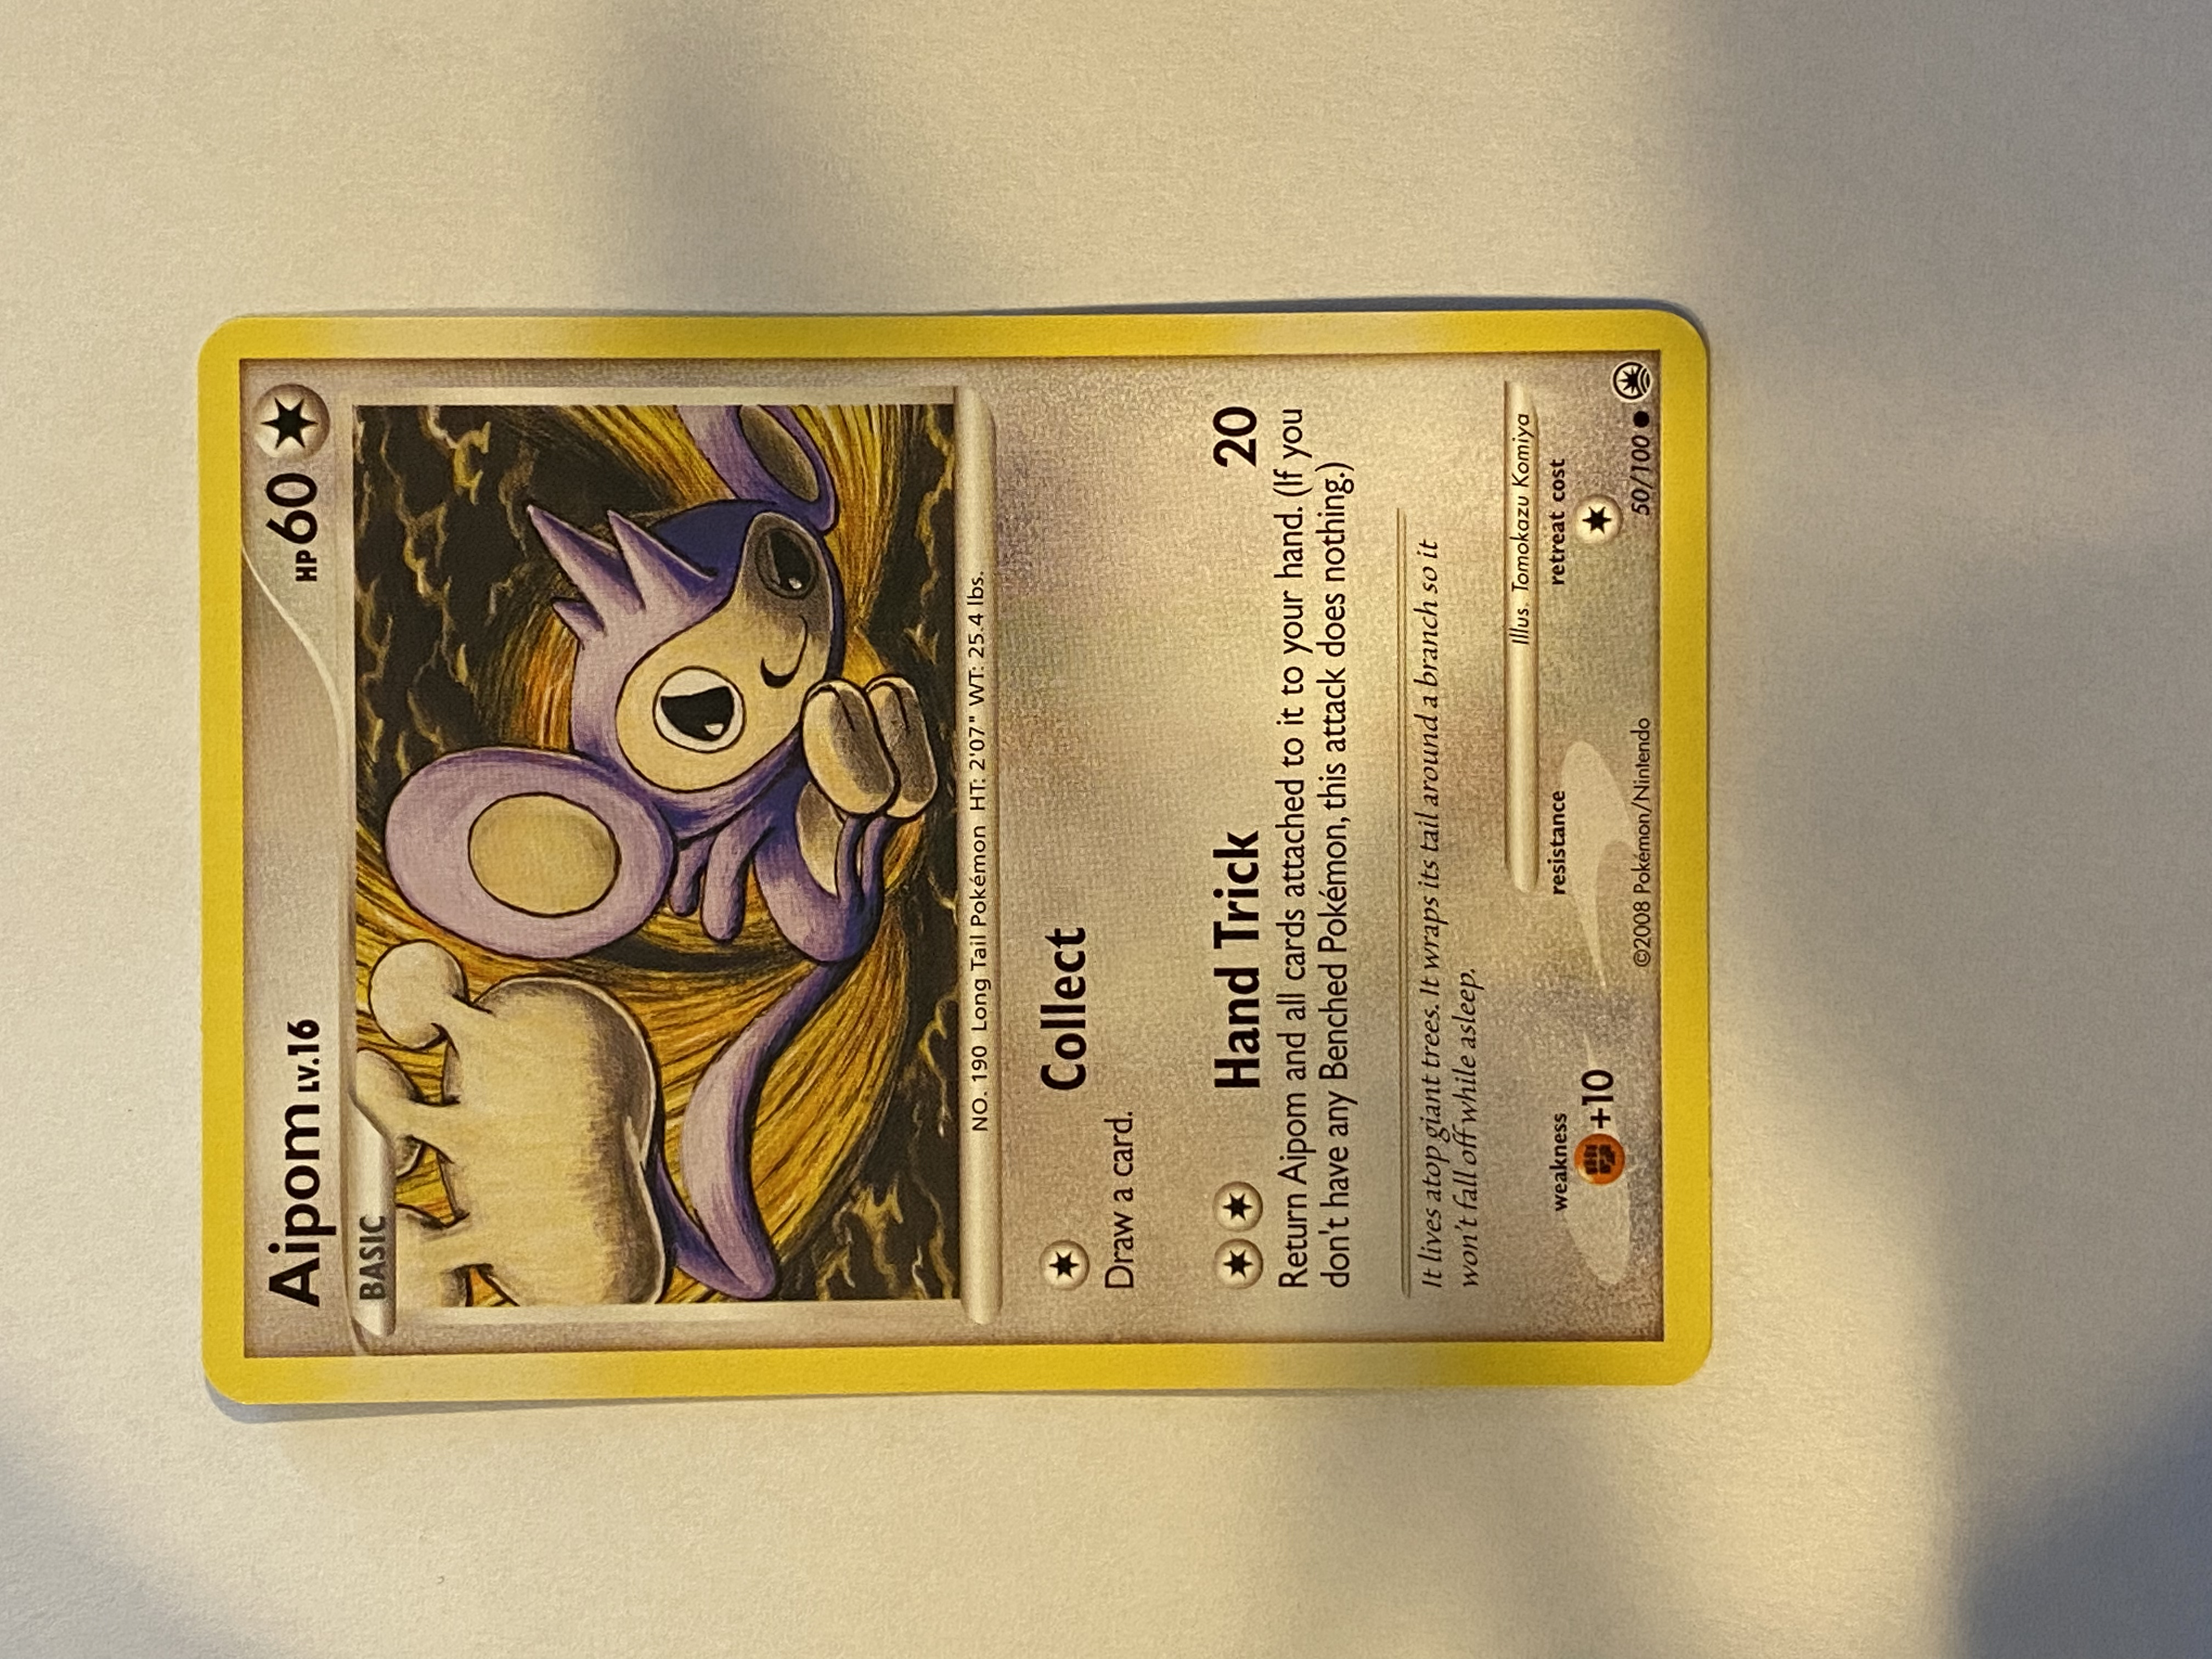 Aipom LV.16 HP 60
BASIC
NO. 190 Long Tail Pokémon HT: 2'07" WT: 25.4 lbs.
Collect
Draw a card.
Hand Trick 20
Return Aipom and all cards attached to it to your hand. (If you
don't have any Benched Pokémon, this attack does nothing.)
It lives atop giant trees. It wraps its tail around a branch so it
won't fall off while asleep.
Illus. Tomokazu Komiya
weakness resistance retreat cost
+10
©2008 Pokémon/Nintendo 50/100